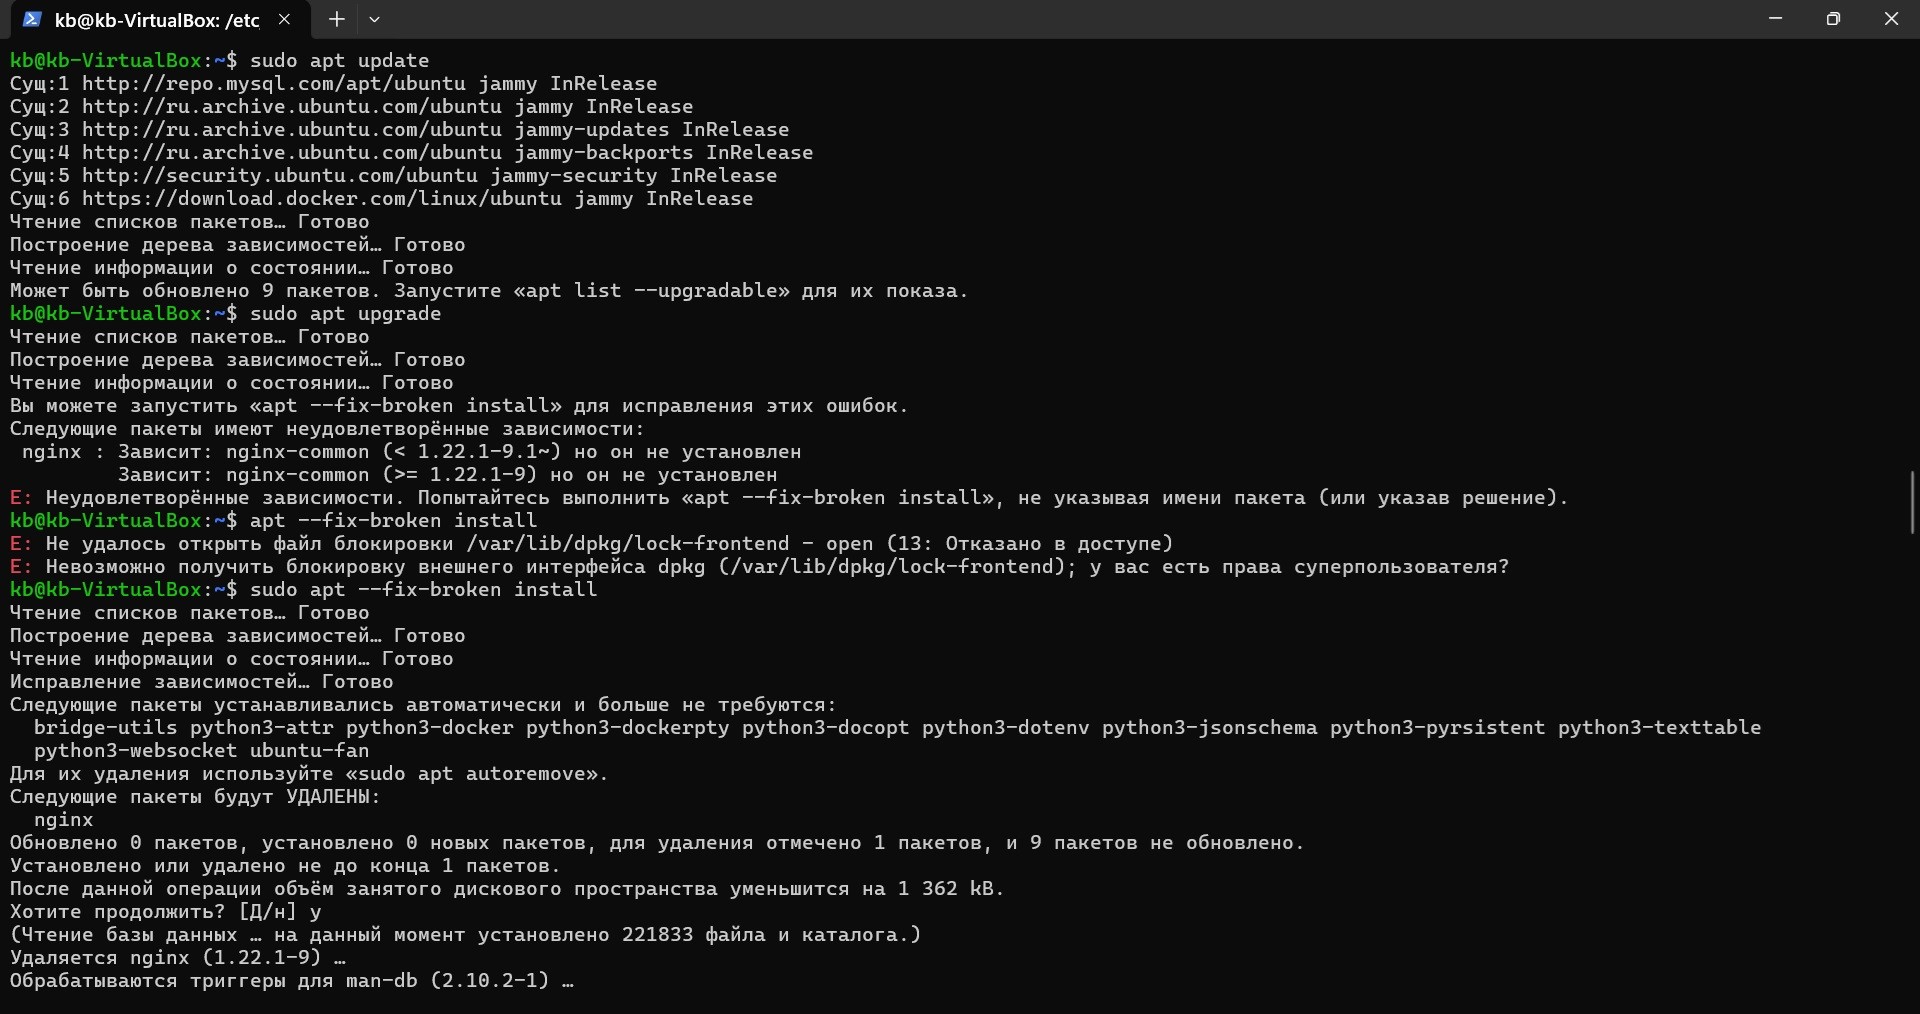 kb@kb-VirtualBox: /etc
kb@kb-VirtualBox:~$ sudo apt update
Сущ:1 http://repo.mysql.com/apt/ubuntu jammy InRelease
Сущ:2 http://ru.archive.ubuntu.com/ubuntu jammy InRelease
Сущ:3 http://ru.archive.ubuntu.com/ubuntu jammy-updates InRelease
Сущ:4 http://ru.archive.ubuntu.com/ubuntu jammy-backports InRelease
Сущ:5 http://security.ubuntu.com/ubuntu jammy-security InRelease
Сущ:6 https://download.docker.com/linux/ubuntu jammy InRelease
Чтение списков пакетов… Готово
Построение дерева зависимостей… Готово
Чтение информации о состоянии… Готово
Может быть обновлено 9 пакетов. Запустите «apt list --upgradable» для их показа.
kb@kb-VirtualBox:~$ sudo apt upgrade
Чтение списков пакетов… Готово
Построение дерева зависимостей… Готово
Чтение информации о состоянии… Готово
Вы можете запустить «apt --fix-broken install» для исправления этих ошибок.
Следующие пакеты имеют неудовлетворённые зависимости:
nginx : Зависит: nginx-common (< 1.22.1-9.1~) но он не установлен
Зависит: nginx-common (>= 1.22.1-9) но он не установлен
E: Неудовлетворённые зависимости. Попытайтесь выполнить «apt --fix-broken install», не указывая имени пакета (или указав решение).
kb@kb-VirtualBox:~$ apt --fix-broken install
E: Не удалось открыть файл блокировки /var/lib/dpkg/lock-frontend - open (13: Отказано в доступе)
E: Невозможно получить блокировку внешнего интерфейса dpkg (/var/lib/dpkg/lock-frontend); у вас есть права суперпользователя?
kb@kb-VirtualBox:~$ sudo apt --fix-broken install
Чтение списков пакетов… Готово
Построение дерева зависимостей… Готово
Чтение информации о состоянии… Готово
Исправление зависимостей… Готово
Следующие пакеты устанавливались автоматически и больше не требуются:
bridge-utils python3-attr python3-docker python3-dockerpty python3-docopt python3-dotenv python3-jsonschema python3-pyrsistent python3-texttable
python3-websocket ubuntu-fan
Для их удаления используйте «sudo apt autoremove».
Следующие пакеты будут УДАЛЕНЫ:
nginx
Обновлено 0 пакетов, установлено 0 новых пакетов, для удаления отмечено 1 пакетов, и 9 пакетов не обновлено.
Установлено или удалено не до конца 1 пакетов.
После данной операции объём занятого дискового пространства уменьшится на 1 362 kB.
Хотите продолжить? [Д/н] y
(Чтение базы данных … на данный момент установлено 221833 файла и каталога.)
Удаляется nginx (1.22.1-9) …
Обрабатываются триггеры для man-db (2.10.2-1) …